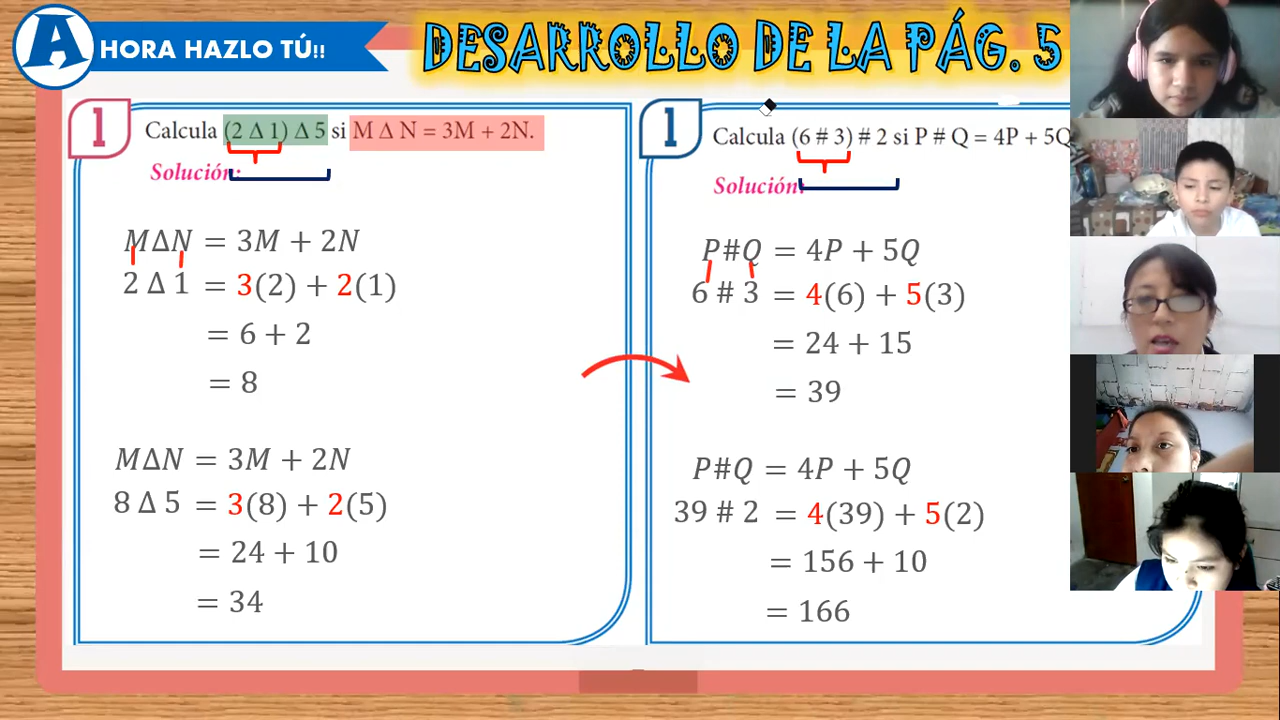 AHORA HAZLO TÚ!!
DESARROLLO DE LA PÁG. 5
1
Calcula (2 Δ 1) Δ 5 si M Δ N = 3M + 2N.
Solución:
MΔN = 3M + 2N
2 Δ 1 = 3(2) + 2(1)
= 6 + 2
= 8
MΔN = 3M + 2N
8 Δ 5 = 3(8) + 2(5)
= 24 + 10
= 34
1
Calcula (6 # 3) # 2 si P # Q = 4P + 5Q
Solución:
P#Q = 4P + 5Q
6 # 3 = 4(6) + 5(3)
= 24 + 15
= 39
P#Q = 4P + 5Q
39 # 2 = 4(39) + 5(2)
= 156 + 10
= 166